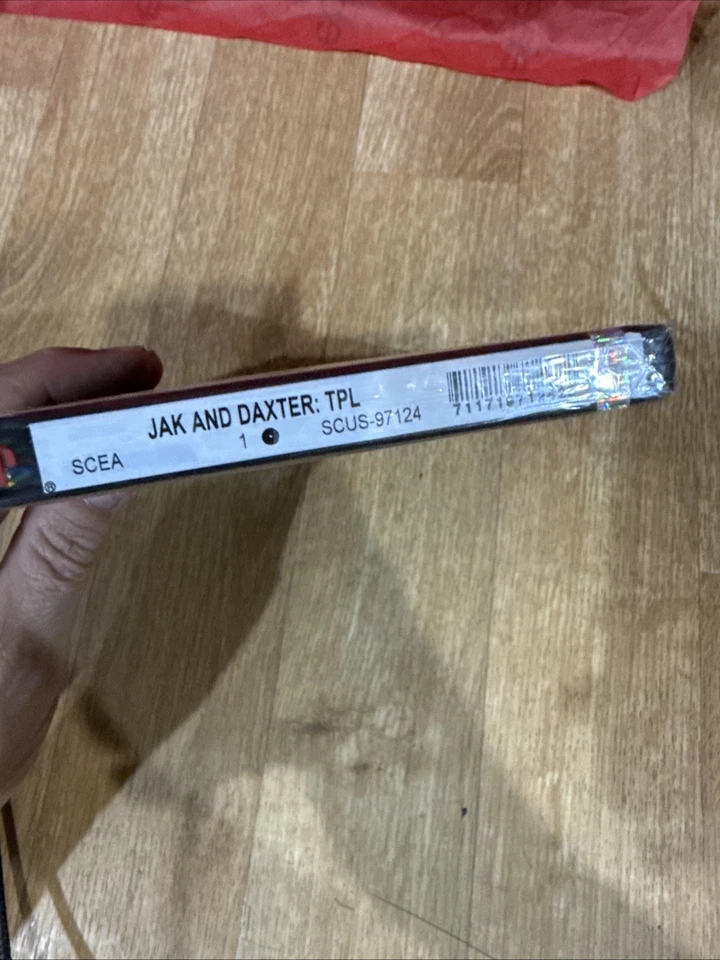 JAK AND DAXTER: TPL
SCEA 1 SCUS-97124
®